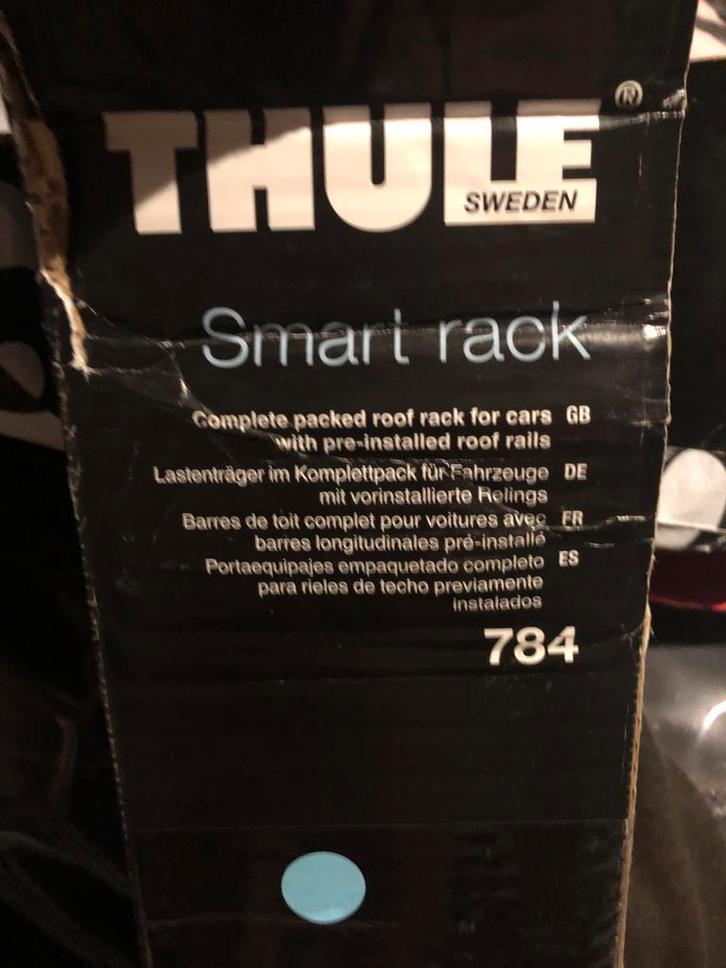 THULE®
SWEDEN
Smart rack
Complete packed roof rack for cars GB
with pre-installed roof rails
Lastenträger im Komplettpack für Fahrzeuge DE
mit vorinstallierte Relings
Barres de toit complet pour voitures avec FR
barres longitudinales pré-installé
Portaequipajes empaquetado completo ES
para rieles de techo previamente
instalados
784